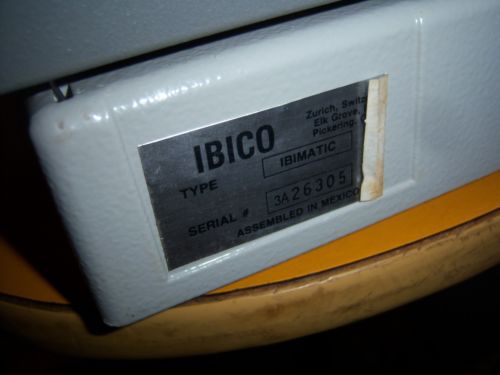 IBICO
Zurich, Switz
Elk Grove,
Pickering,
TYPE IBIMATIC
SERIAL # 3A26305
ASSEMBLED IN MEXICO